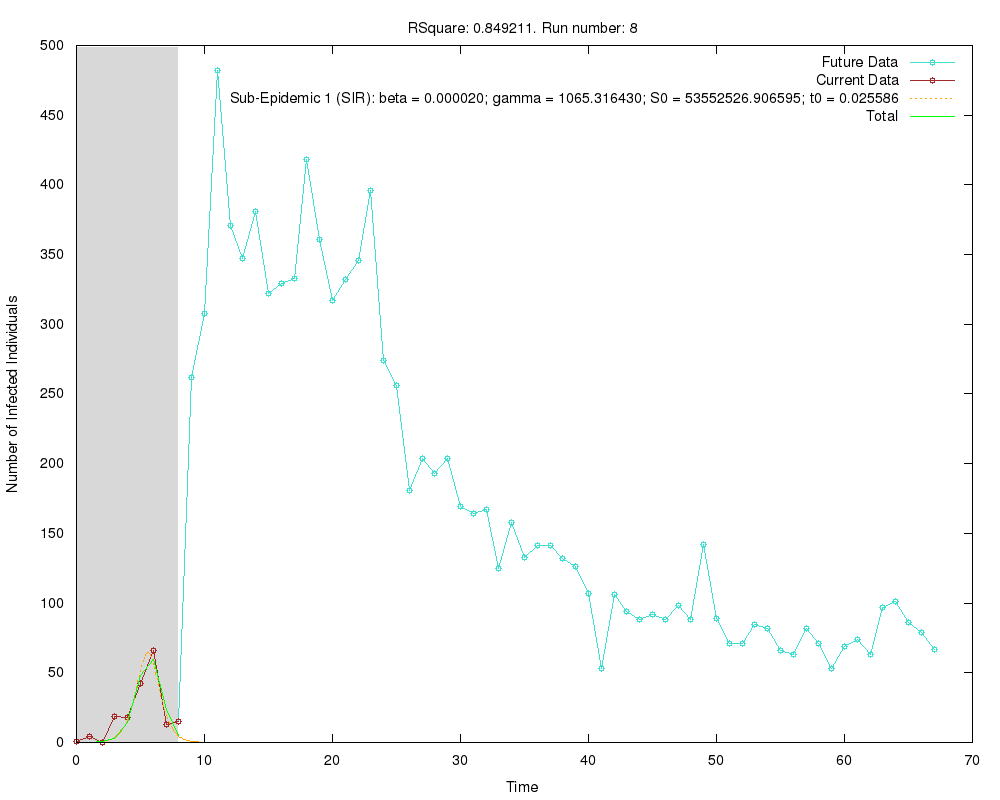 RSquare: 0.849211. Run number: 8
500
450
400
350
300
250
200
150
100
50
0
Number of Infected Individuals
Future Data
Current Data
Sub-Epidemic 1 (SIR): beta = 0.000020; gamma = 1065.316430; S0 = 53552526.906595; t0 = 0.025586
Total
0 10 20 30 40 50 60 70
Time